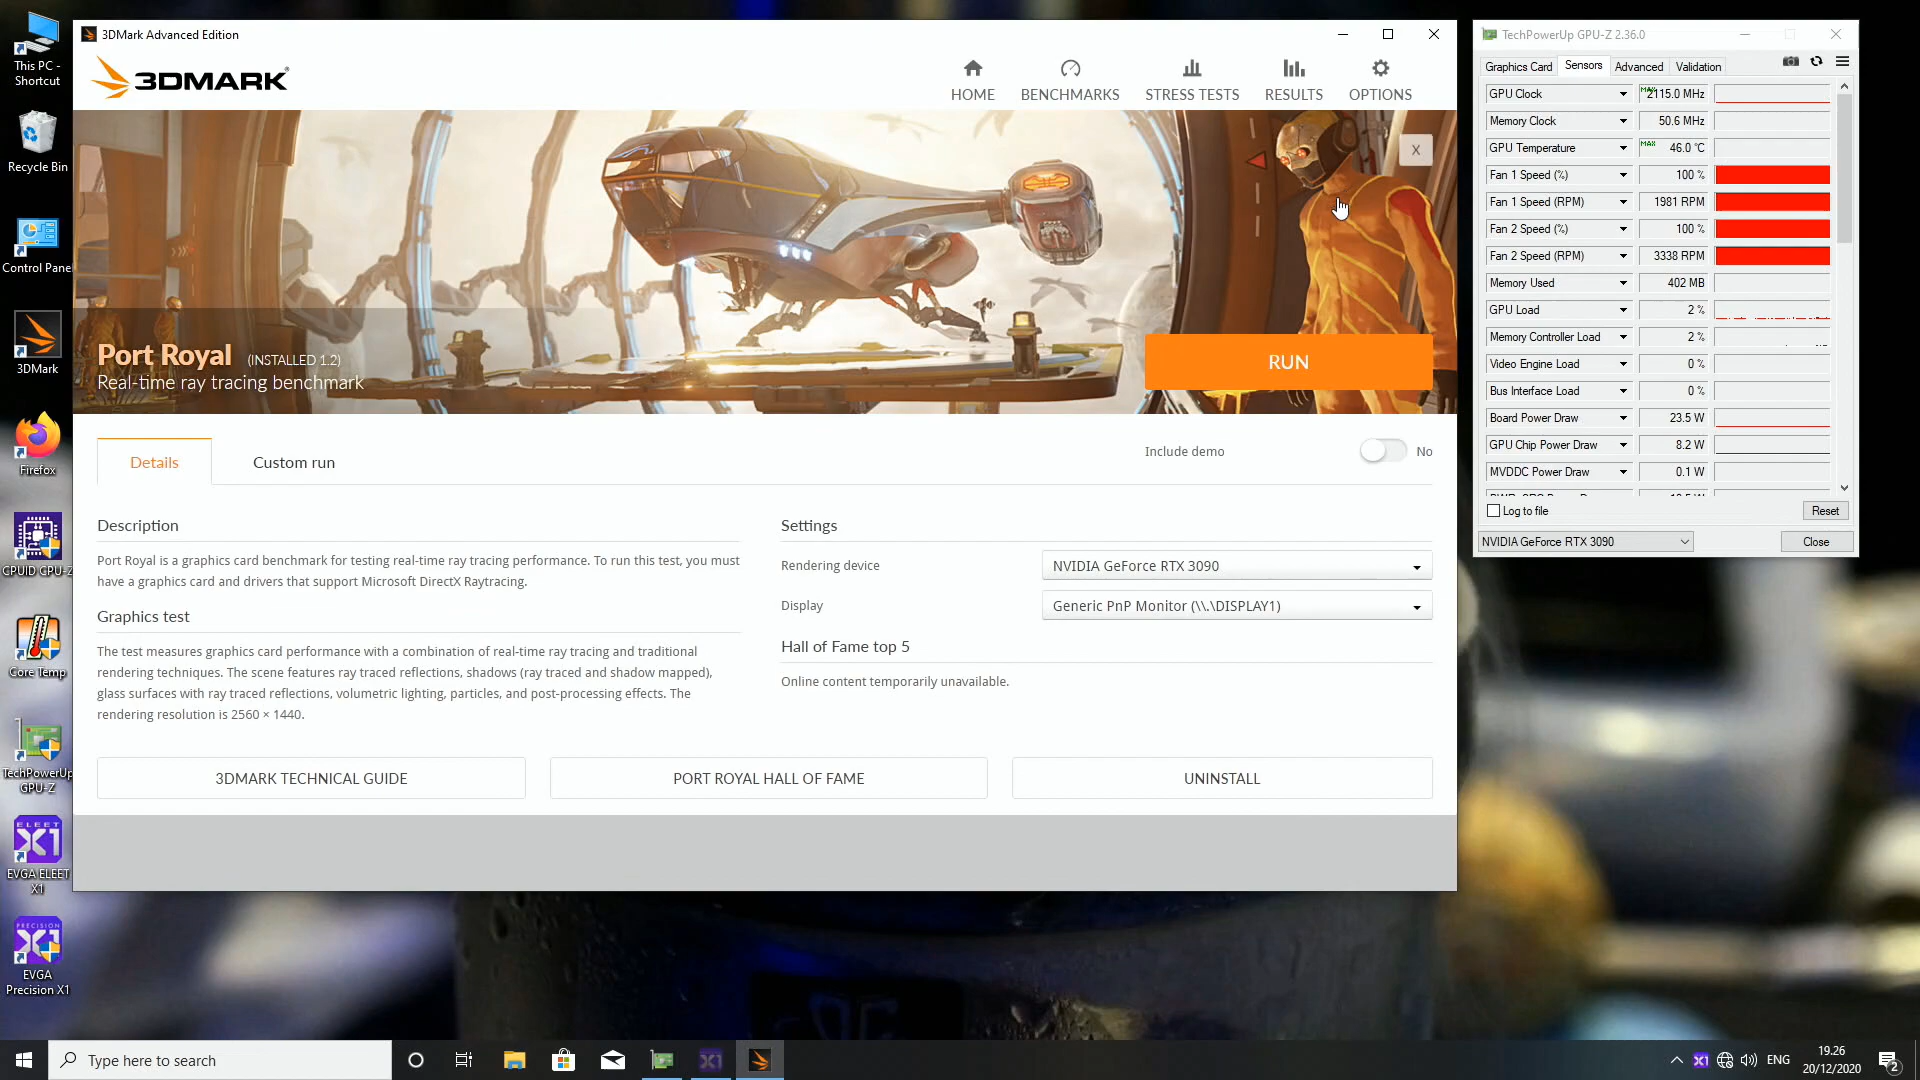 This PC -
Shortcut
Recycle Bin
Control Pane
3DMark
Firefox
CPUID CPU-Z
Core Temp
TechPowerUp
GPU-Z
ELEET
X1
EVGA ELEET
X1
PRECISION
X1
EVGA
Precision X1
3DMark Advanced Edition
3DMARK
HOME
BENCHMARKS
STRESS TESTS
RESULTS
OPTIONS
X
Port Royal (INSTALLED 1.2)
Real-time ray tracing benchmark
RUN
Details
Custom run
Include demo
No
Description
Port Royal is a graphics card benchmark for testing real-time ray tracing performance. To run this test, you must
have a graphics card and drivers that support Microsoft DirectX Raytracing.
Graphics test
The test measures graphics card performance with a combination of real-time ray tracing and traditional
rendering techniques. The scene features ray traced reflections, shadows (ray traced and shadow mapped),
glass surfaces with ray traced reflections, volumetric lighting, particles, and post-processing effects. The
rendering resolution is 2560 × 1440.
Settings
Rendering device
NVIDIA GeForce RTX 3090
Display
Generic PnP Monitor (\\.\DISPLAY1)
Hall of Fame top 5
Online content temporarily unavailable.
3DMARK TECHNICAL GUIDE
PORT ROYAL HALL OF FAME
UNINSTALL
TechPowerUp GPU-Z 2.36.0
Graphics Card
Sensors
Advanced
Validation
GPU Clock MAX 2115.0 MHz
Memory Clock 50.6 MHz
GPU Temperature MAX 46.0 °C
Fan 1 Speed (%) 100 %
Fan 1 Speed (RPM) 1981 RPM
Fan 2 Speed (%) 100 %
Fan 2 Speed (RPM) 3338 RPM
Memory Used 402 MB
GPU Load 2 %
Memory Controller Load 2 %
Video Engine Load 0 %
Bus Interface Load 0 %
Board Power Draw 23.5 W
GPU Chip Power Draw 8.2 W
MVDDC Power Draw 0.1 W
Log to file
Reset
NVIDIA GeForce RTX 3090
Close
Type here to search
X1
X1
ENG
19.26
20/12/2020
2